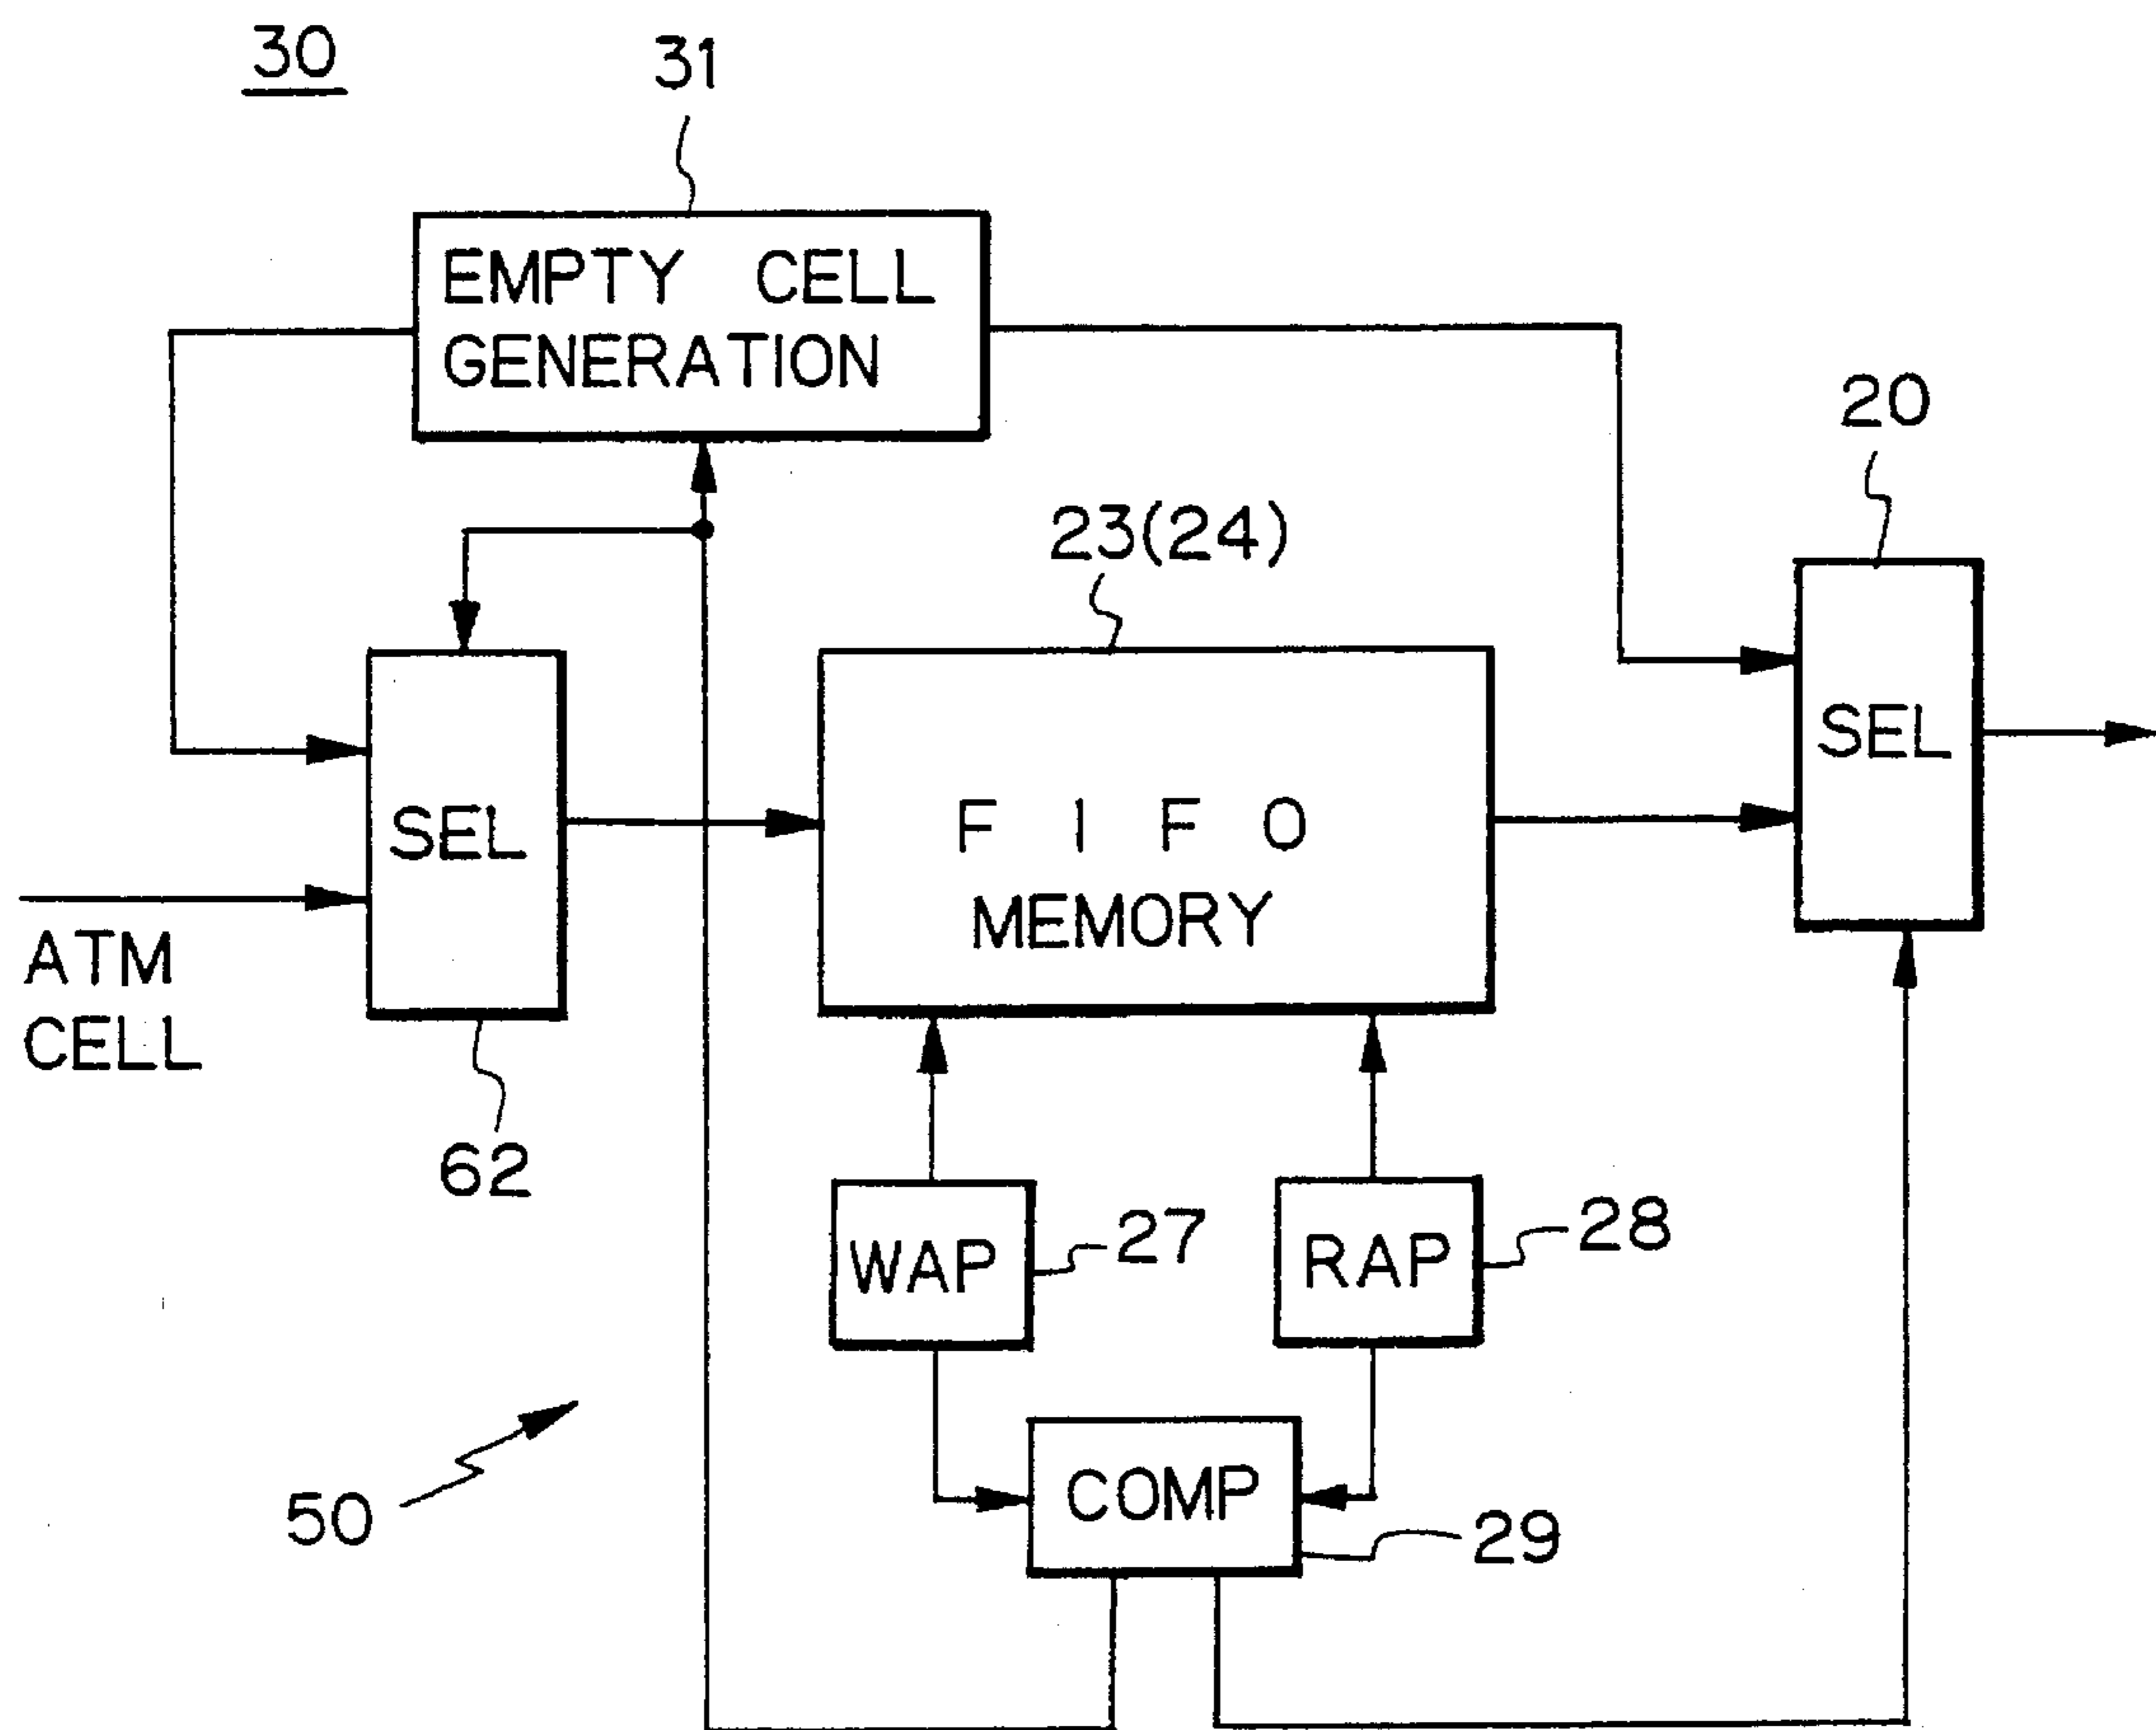 30
31
EMPTY CELL
GENERATION
20
23(24)
SEL
SEL
F I F O
MEMORY
ATM
CELL
62
WAP
27
RAP
28
COMP
29
50